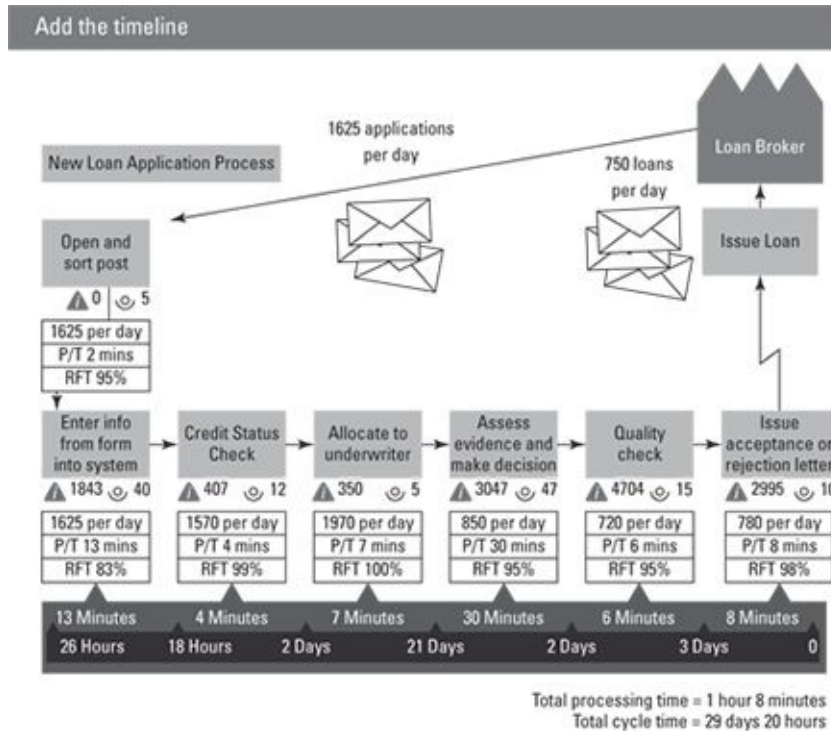 Add the timeline
1625 applications
per day
Loan Broker
New Loan Application Process
750 loans
per day
Open and
sort post
Issue Loan
0 5
1625 per day
P/T 2 mins
RFT 95%
Enter info
from form
into system
Credit Status
Check
Allocate to
underwriter
Assess
evidence and
make decision
Quality
check
Issue
acceptance or
rejection letter
1843 40
407 12
350 5
3047 47
4704 15
2995 10
1625 per day
P/T 13 mins
RFT 83%
1570 per day
P/T 4 mins
RFT 99%
1970 per day
P/T 7 mins
RFT 100%
850 per day
P/T 30 mins
RFT 95%
720 per day
P/T 6 mins
RFT 95%
780 per day
P/T 8 mins
RFT 98%
13 Minutes 4 Minutes 7 Minutes 30 Minutes 6 Minutes 8 Minutes
26 Hours 18 Hours 2 Days 21 Days 2 Days 3 Days 0
Total processing time = 1 hour 8 minutes
Total cycle time = 29 days 20 hours